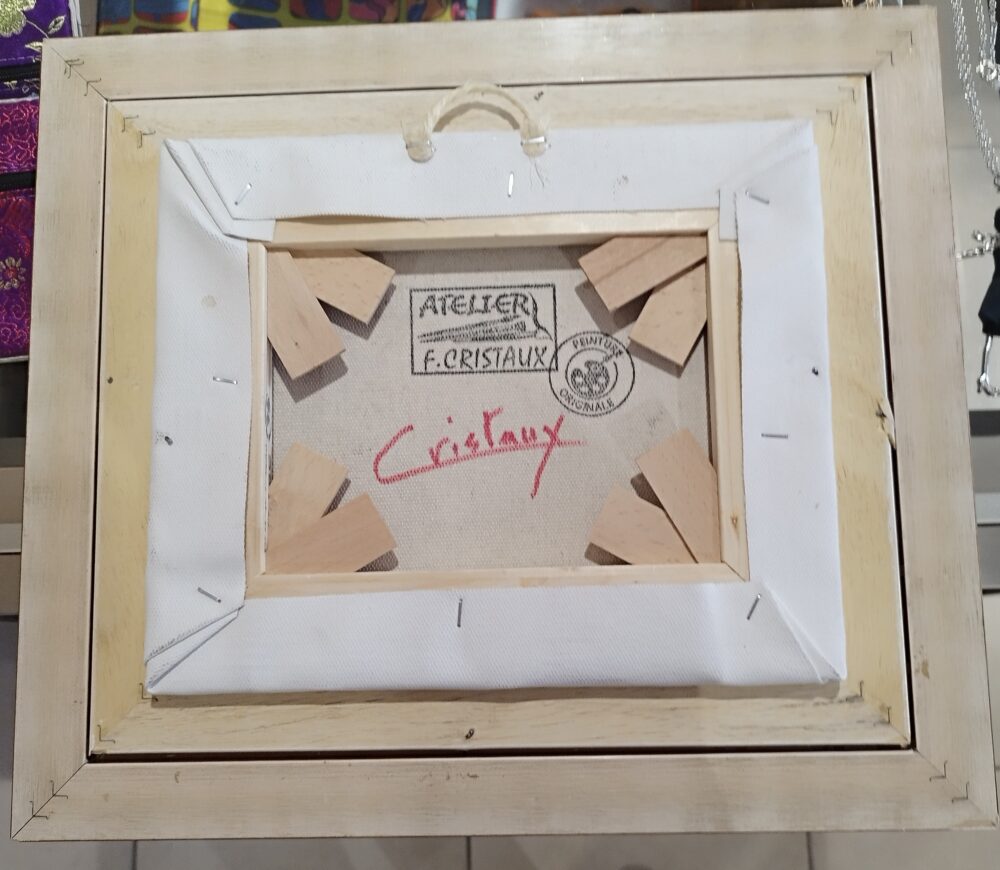 ATELIER
F. CRISTAUX
PEINTURE
ORIGINALE
Cristaux